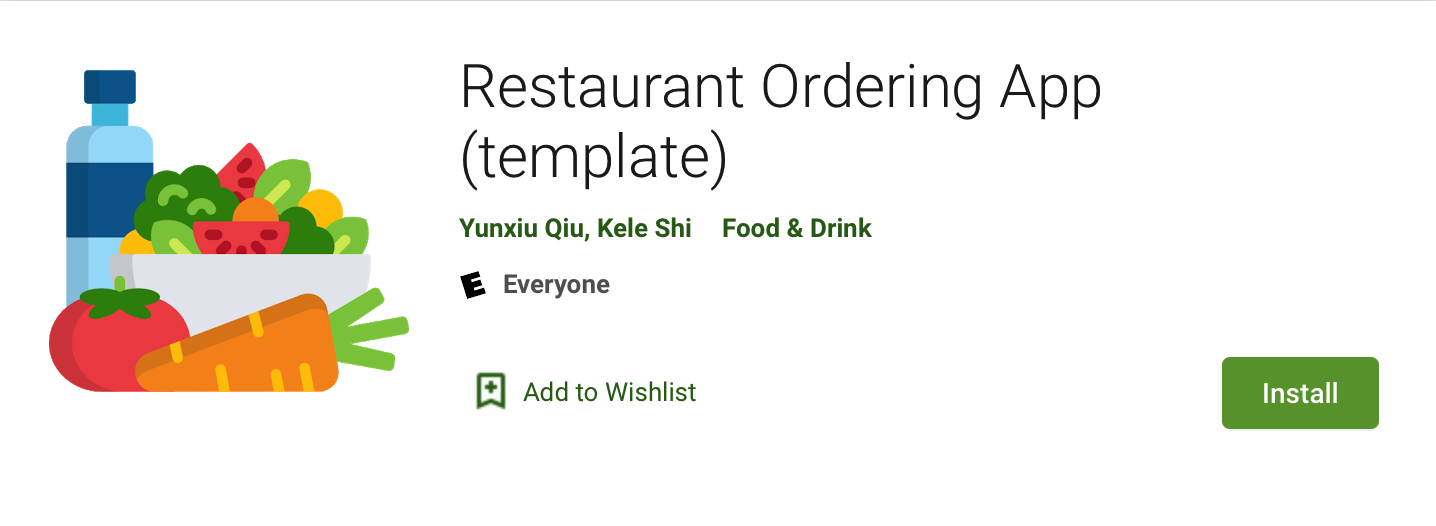 Restaurant Ordering App
(template)
Yunxiu Qiu, Kele Shi Food & Drink
E Everyone
Add to Wishlist
Install